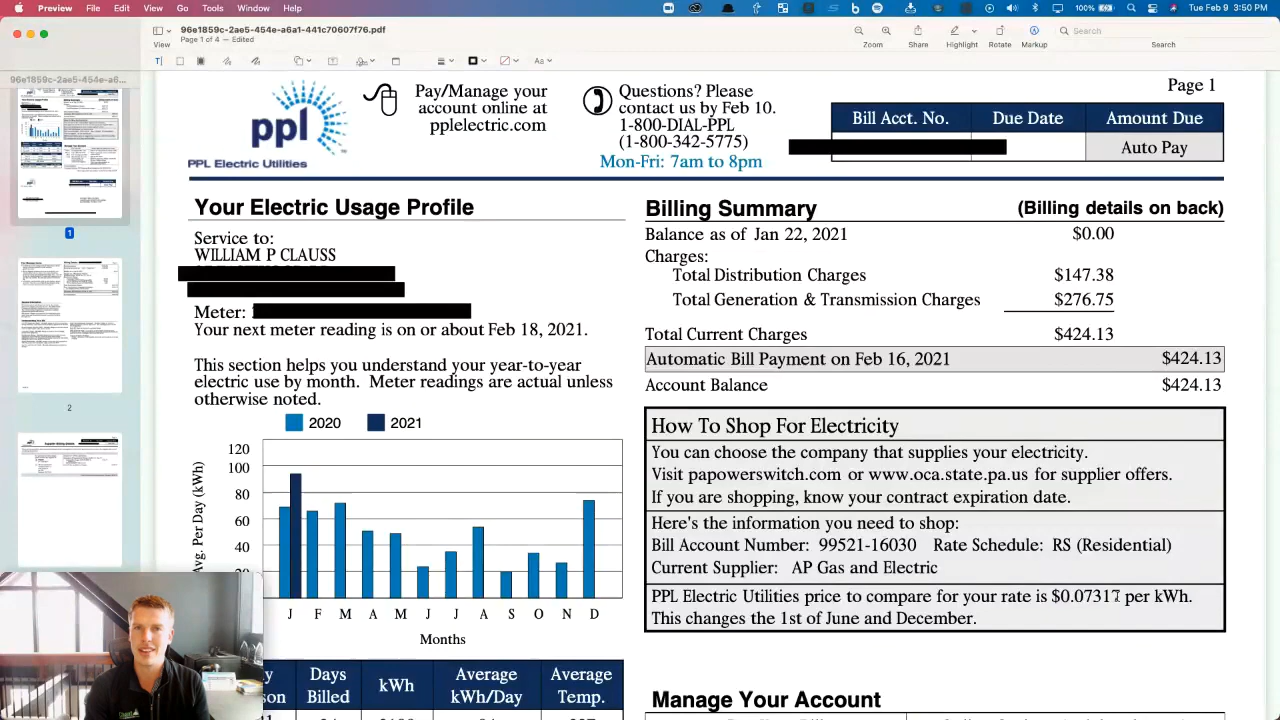 9:50 PM
96e1859c-2ae5-454e-a6a1-441c70607f76.pdf
Page 1 of 4 — Edited
View
Zoom
Share
Highlight
Rotate
Markup
Search
Search
96e1859c-2ae5-454e-a6...
1
2
ppl
PPL Electric Utilities
Pay/Manage your
account online at
pplelectric.com
Questions? Please
contact us by Feb 10.
1-800-DIAL-PPL
(1-800-342-5775)
Mon-Fri: 7am to 8pm
Page 1
Bill Acct. No. Due Date Amount Due
Auto Pay
Your Electric Usage Profile
Service to:
WILLIAM P CLAUSS
Meter:
Your next meter reading is on or about Feb 18, 2021.
This section helps you understand your year-to-year
electric use by month. Meter readings are actual unless
otherwise noted.
2020 2021
120
100
80
60
40
20
Avg. Per Day (kWh)
J F M A M J J A S O N D
Months
Days
Billed
kWh
Average
kWh/Day
Average
Temp.
Billing Summary (Billing details on back)
Balance as of Jan 22, 2021 $0.00
Charges:
Total Distribution Charges $147.38
Total Generation & Transmission Charges $276.75
Total Current Charges $424.13
Automatic Bill Payment on Feb 16, 2021 $424.13
Account Balance $424.13
How To Shop For Electricity
You can choose the company that supplies your electricity.
Visit papowerswitch.com or www.oca.state.pa.us for supplier offers.
If you are shopping, know your contract expiration date.
Here's the information you need to shop:
Bill Account Number: 99521-16030 Rate Schedule: RS (Residential)
Current Supplier: AP Gas and Electric
PPL Electric Utilities price to compare for your rate is $0.07317 per kWh.
This changes the 1st of June and December.
Manage Your Account